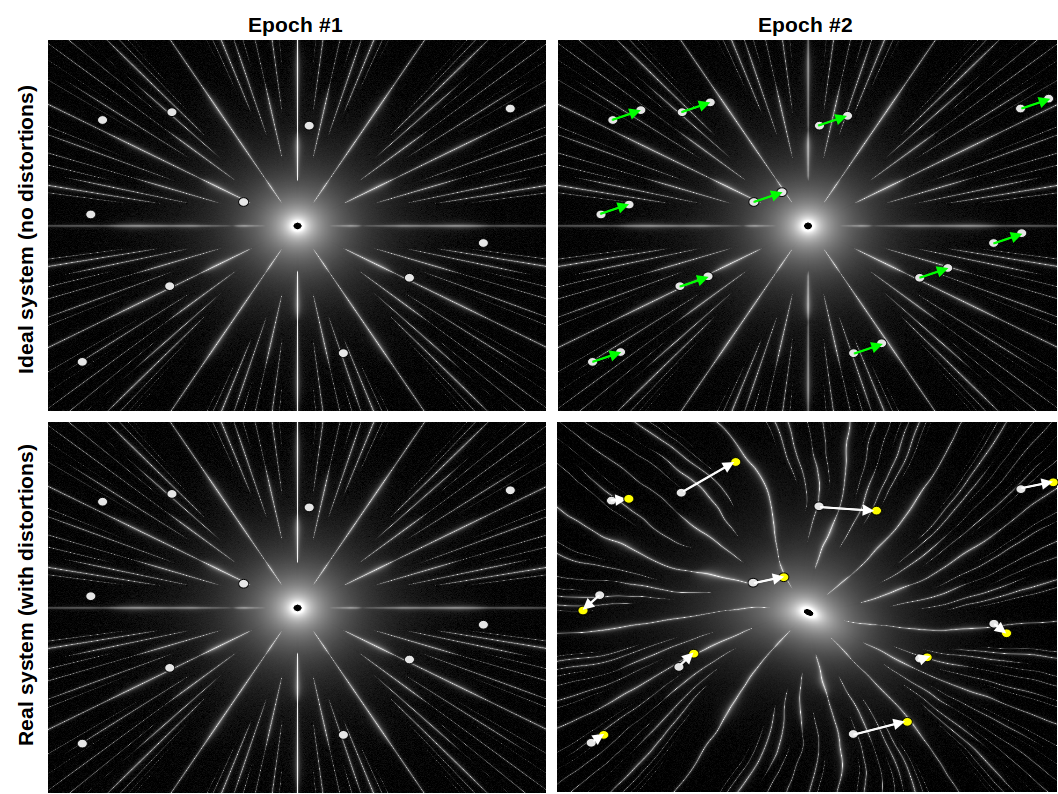 Epoch #1
Epoch #2
Ideal system (no distortions)
Real system (with distortions)